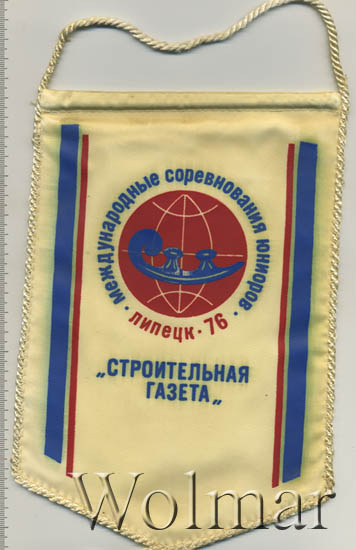 международные соревнования юниоров
· липецк · 76 ·
„СТРОИТЕЛЬНАЯ
ГАЗЕТА„
Wolmar